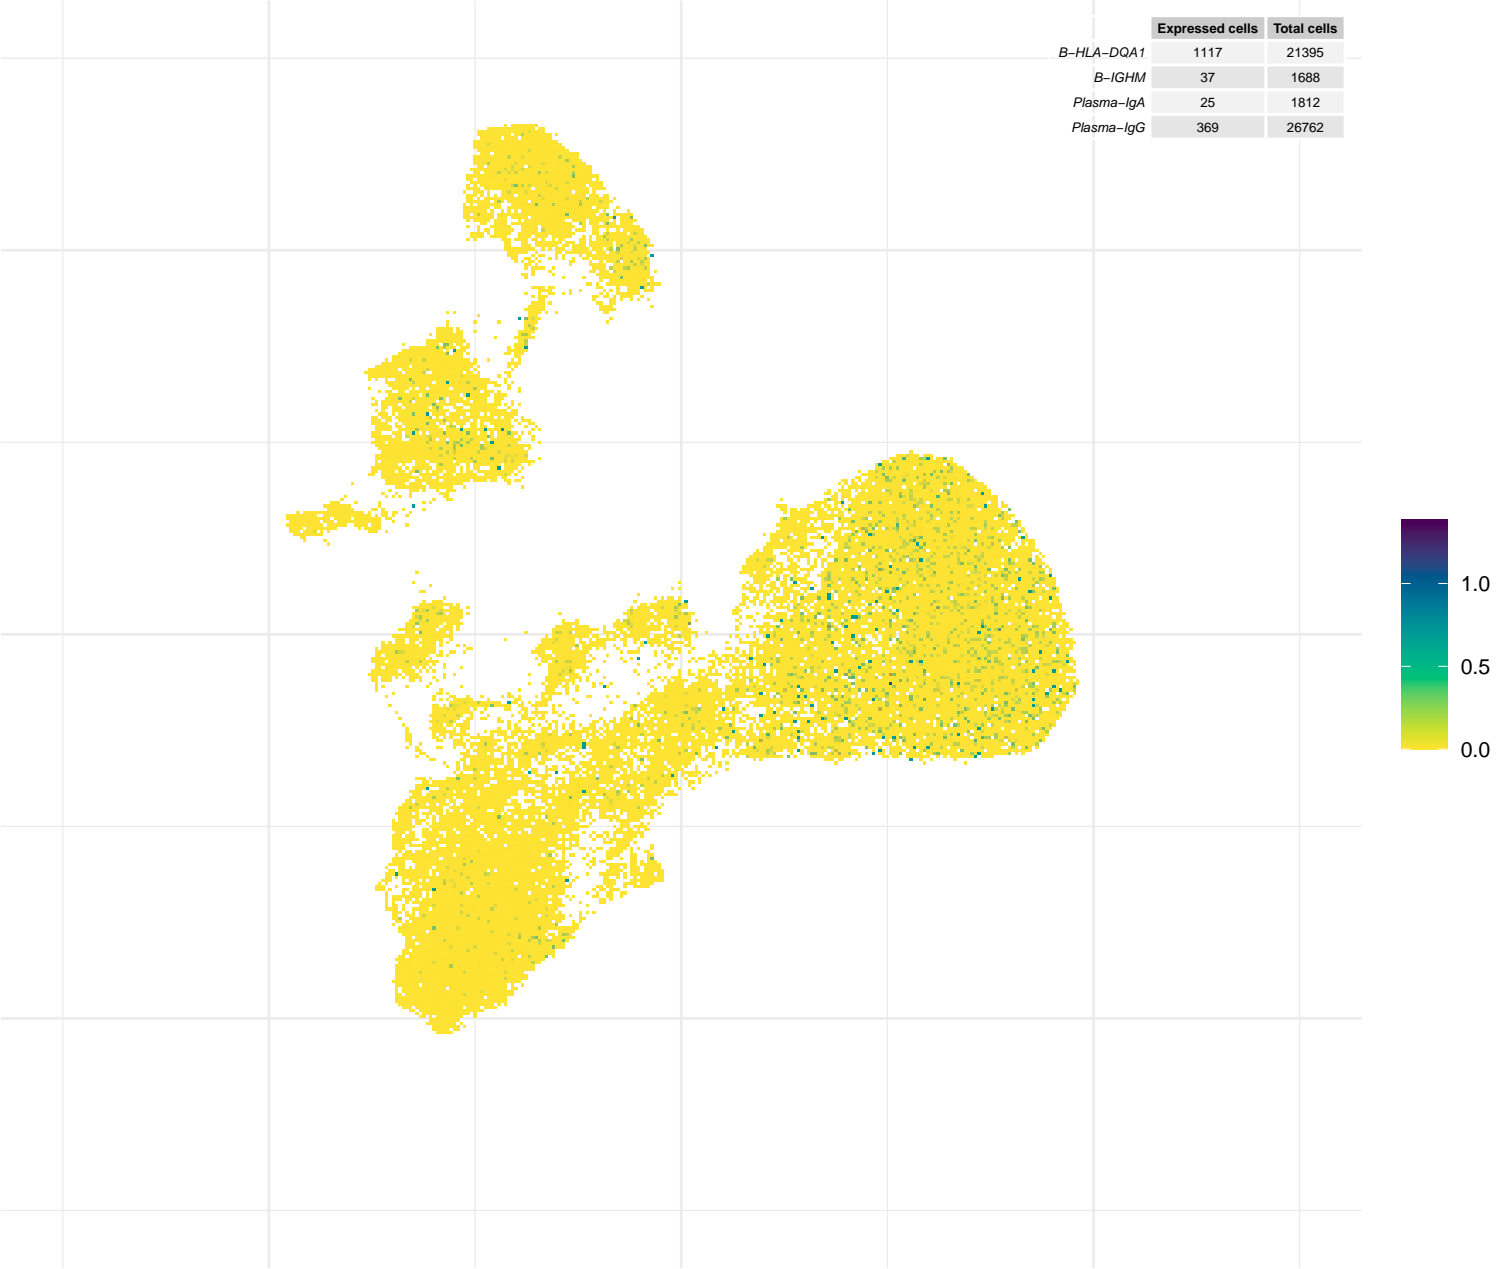 Expressed cells Total cells
B−HLA−DQA1 1117 21395
B−IGHM 37 1688
Plasma−IgA 25 1812
Plasma−IgG 369 26762
1.0
0.5
0.0